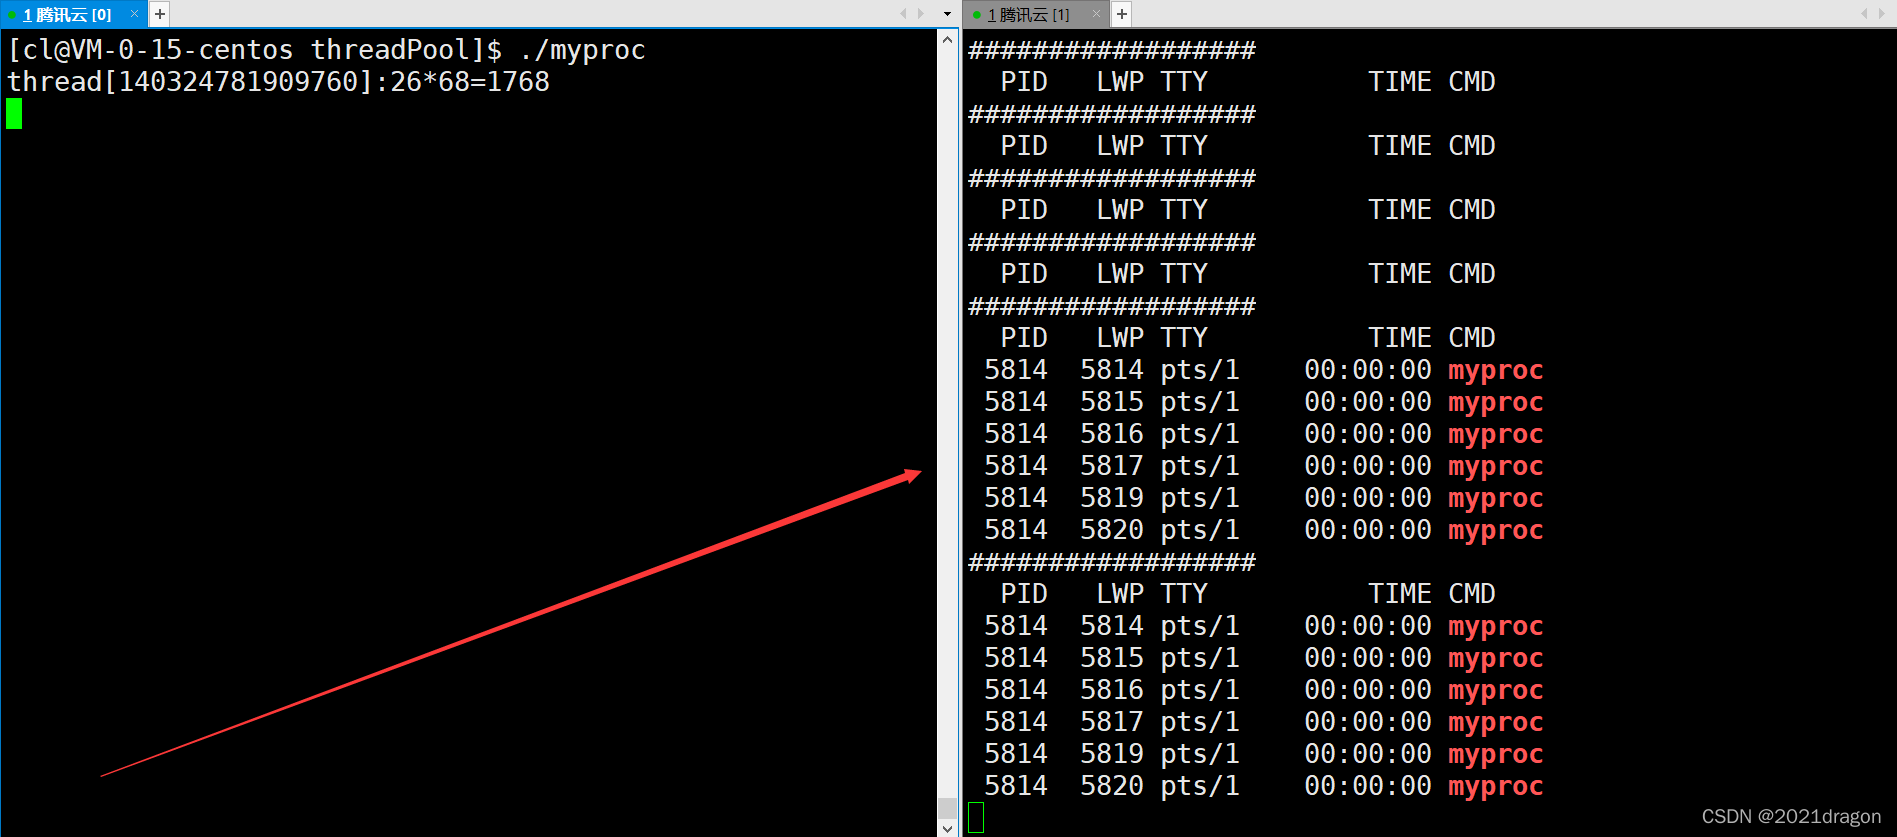 1 腾讯云 [0]
[cl@VM-0-15-centos threadPool]$ ./myproc
thread[140324781909760]:26*68=1768
1 腾讯云 [1]
##################
PID LWP TTY TIME CMD
##################
PID LWP TTY TIME CMD
##################
PID LWP TTY TIME CMD
##################
PID LWP TTY TIME CMD
##################
PID LWP TTY TIME CMD
5814 5814 pts/1 00:00:00 myproc
5814 5815 pts/1 00:00:00 myproc
5814 5816 pts/1 00:00:00 myproc
5814 5817 pts/1 00:00:00 myproc
5814 5819 pts/1 00:00:00 myproc
5814 5820 pts/1 00:00:00 myproc
##################
PID LWP TTY TIME CMD
5814 5814 pts/1 00:00:00 myproc
5814 5815 pts/1 00:00:00 myproc
5814 5816 pts/1 00:00:00 myproc
5814 5817 pts/1 00:00:00 myproc
5814 5819 pts/1 00:00:00 myproc
5814 5820 pts/1 00:00:00 myproc
CSDN @2021dragon